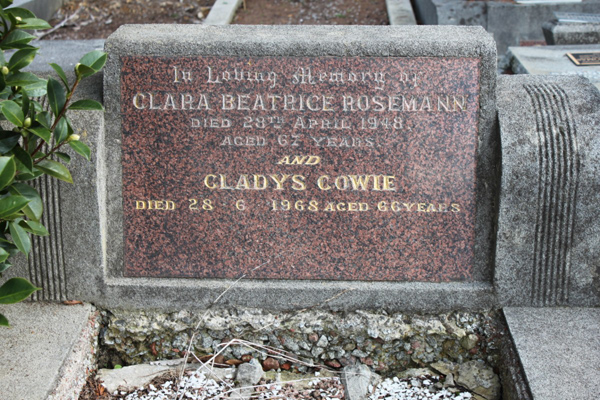 In Loving Memory of
CLARA BEATRICE ROSEMANN
DIED 28TH APRIL 1948.
AGED 67 YEARS.
AND
GLADYS COWIE
DIED 28 6 1968 AGED 66 YEARS